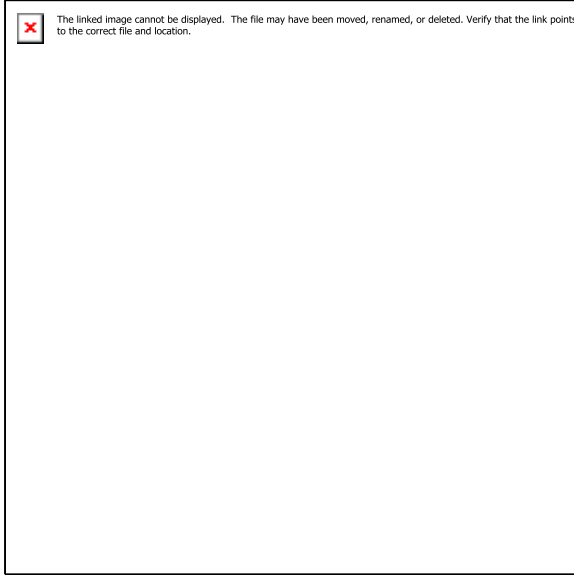 The linked image cannot be displayed.  The file may have been moved, renamed, or deleted. Verify that the link points
to the correct file and location.